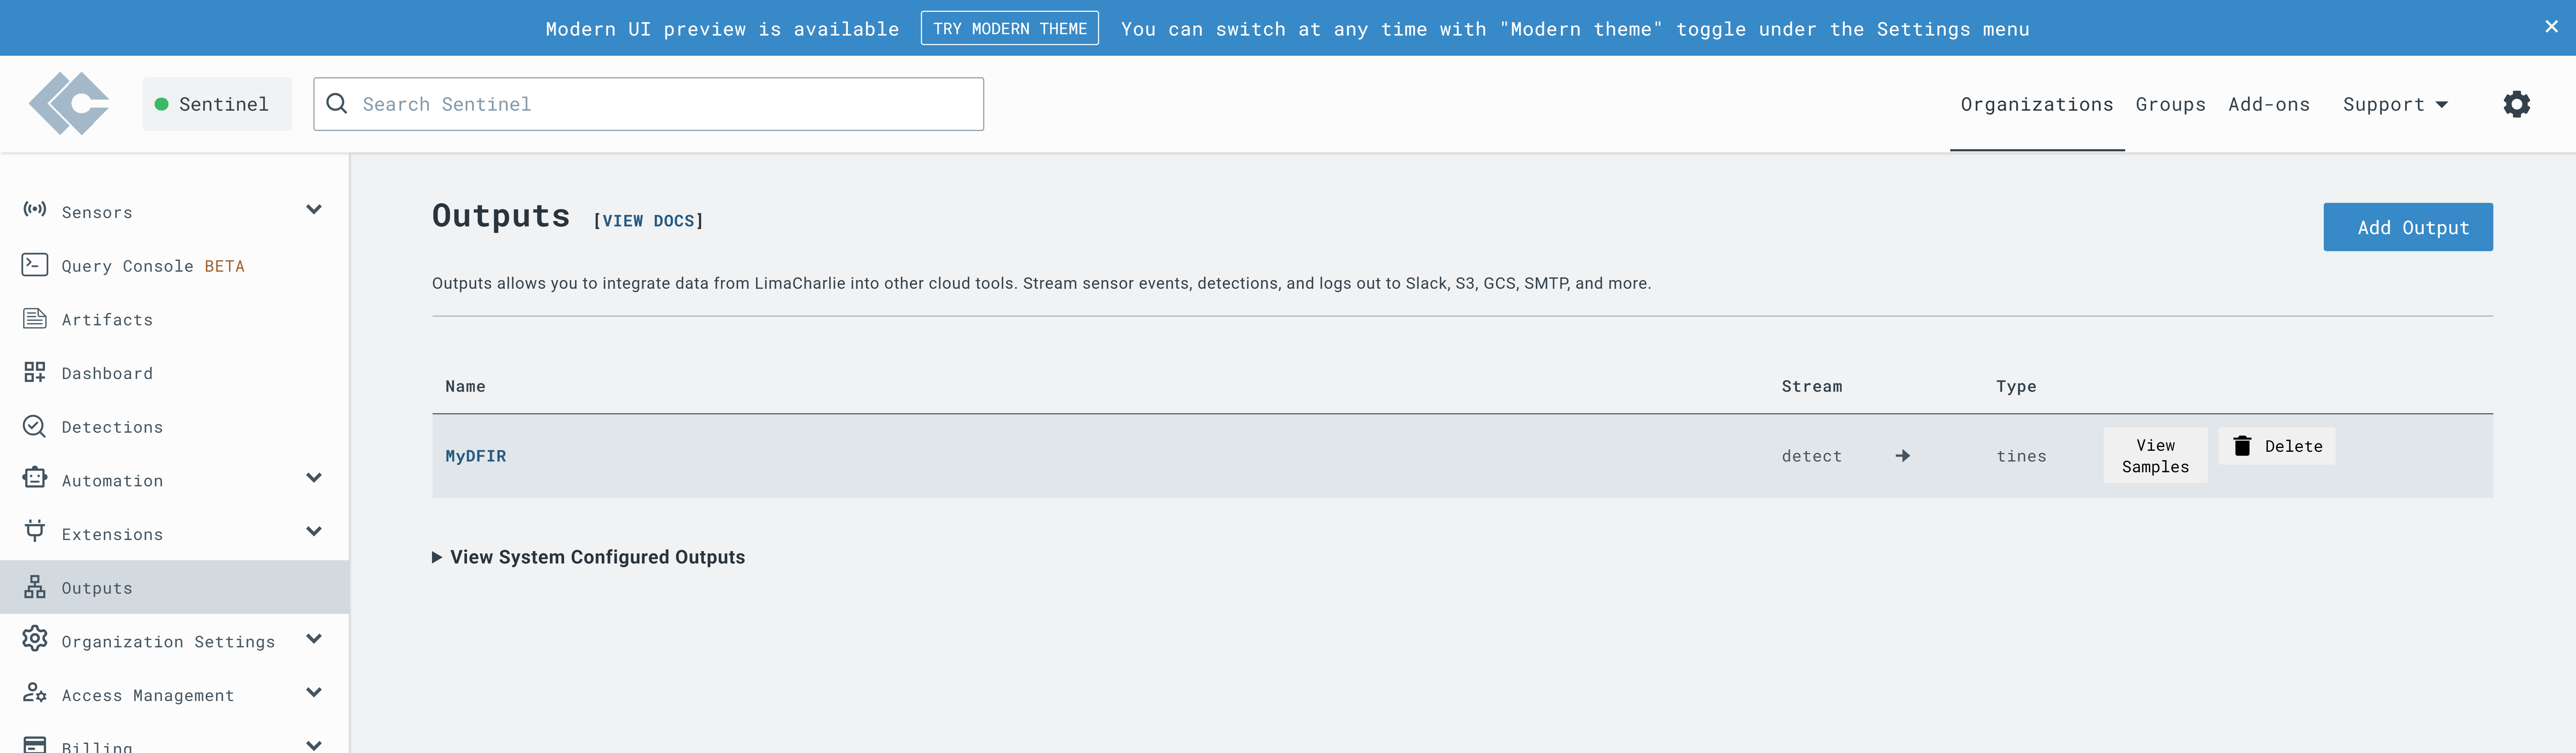 Modern UI preview is available TRY MODERN THEME You can switch at any time with "Modern theme" toggle under the Settings menu
Sentinel
Search Sentinel
Organizations Groups Add-ons Support
Sensors
Query Console BETA
Artifacts
Dashboard
Detections
Automation
Extensions
Outputs
Organization Settings
Access Management
Billing
Outputs [VIEW DOCS]
Add Output
Outputs allows you to integrate data from LimaCharlie into other cloud tools. Stream sensor events, detections, and logs out to Slack, S3, GCS, SMTP, and more.
Name Stream Type
MyDFIR detect tines
View
Samples
Delete
View System Configured Outputs